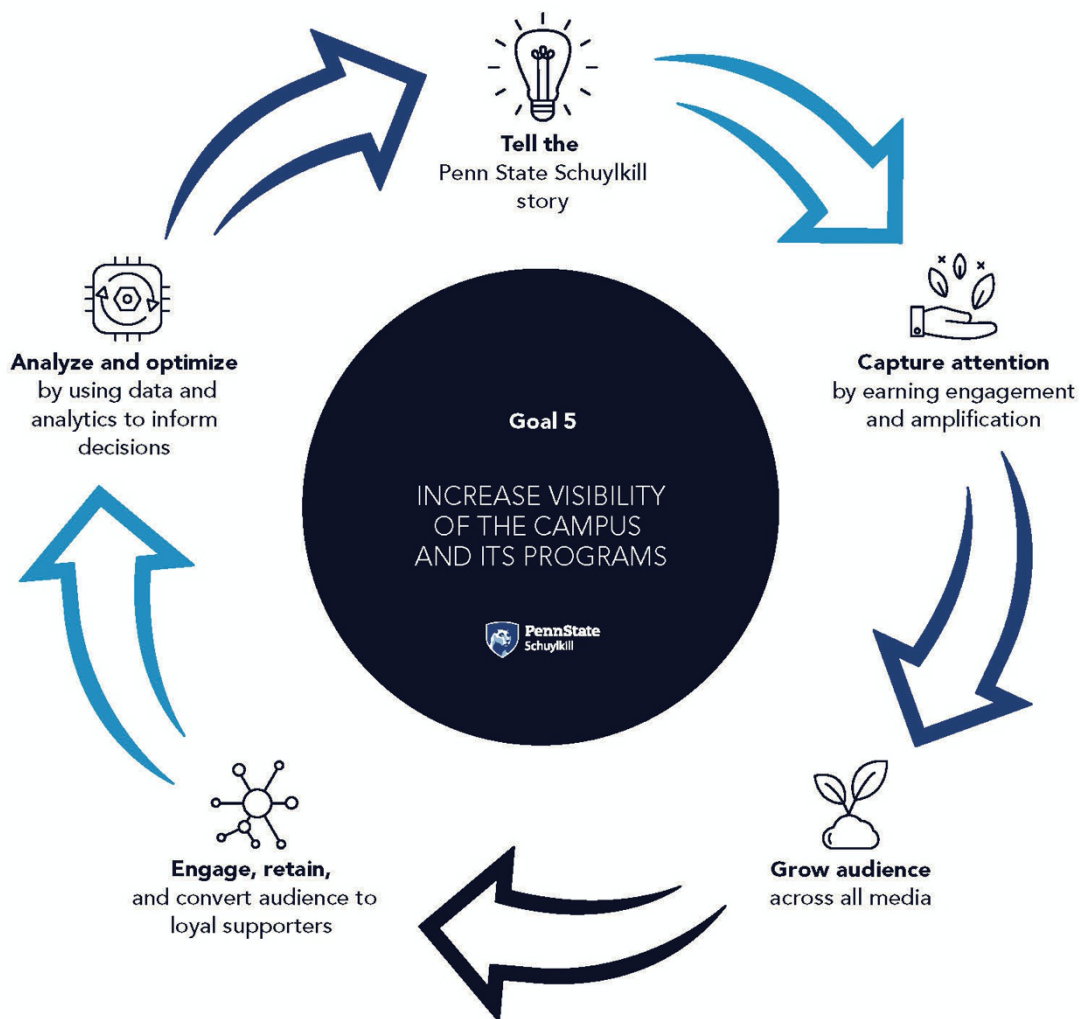 Tell the
Penn State Schuylkill
story
Capture attention
by earning engagement
and amplification
Grow audience
across all media
Engage, retain,
and convert audience to
loyal supporters
Analyze and optimize
by using data and
analytics to inform
decisions
Goal 5
INCREASE VISIBILITY
OF THE CAMPUS
AND ITS PROGRAMS
PennState
Schuylkill